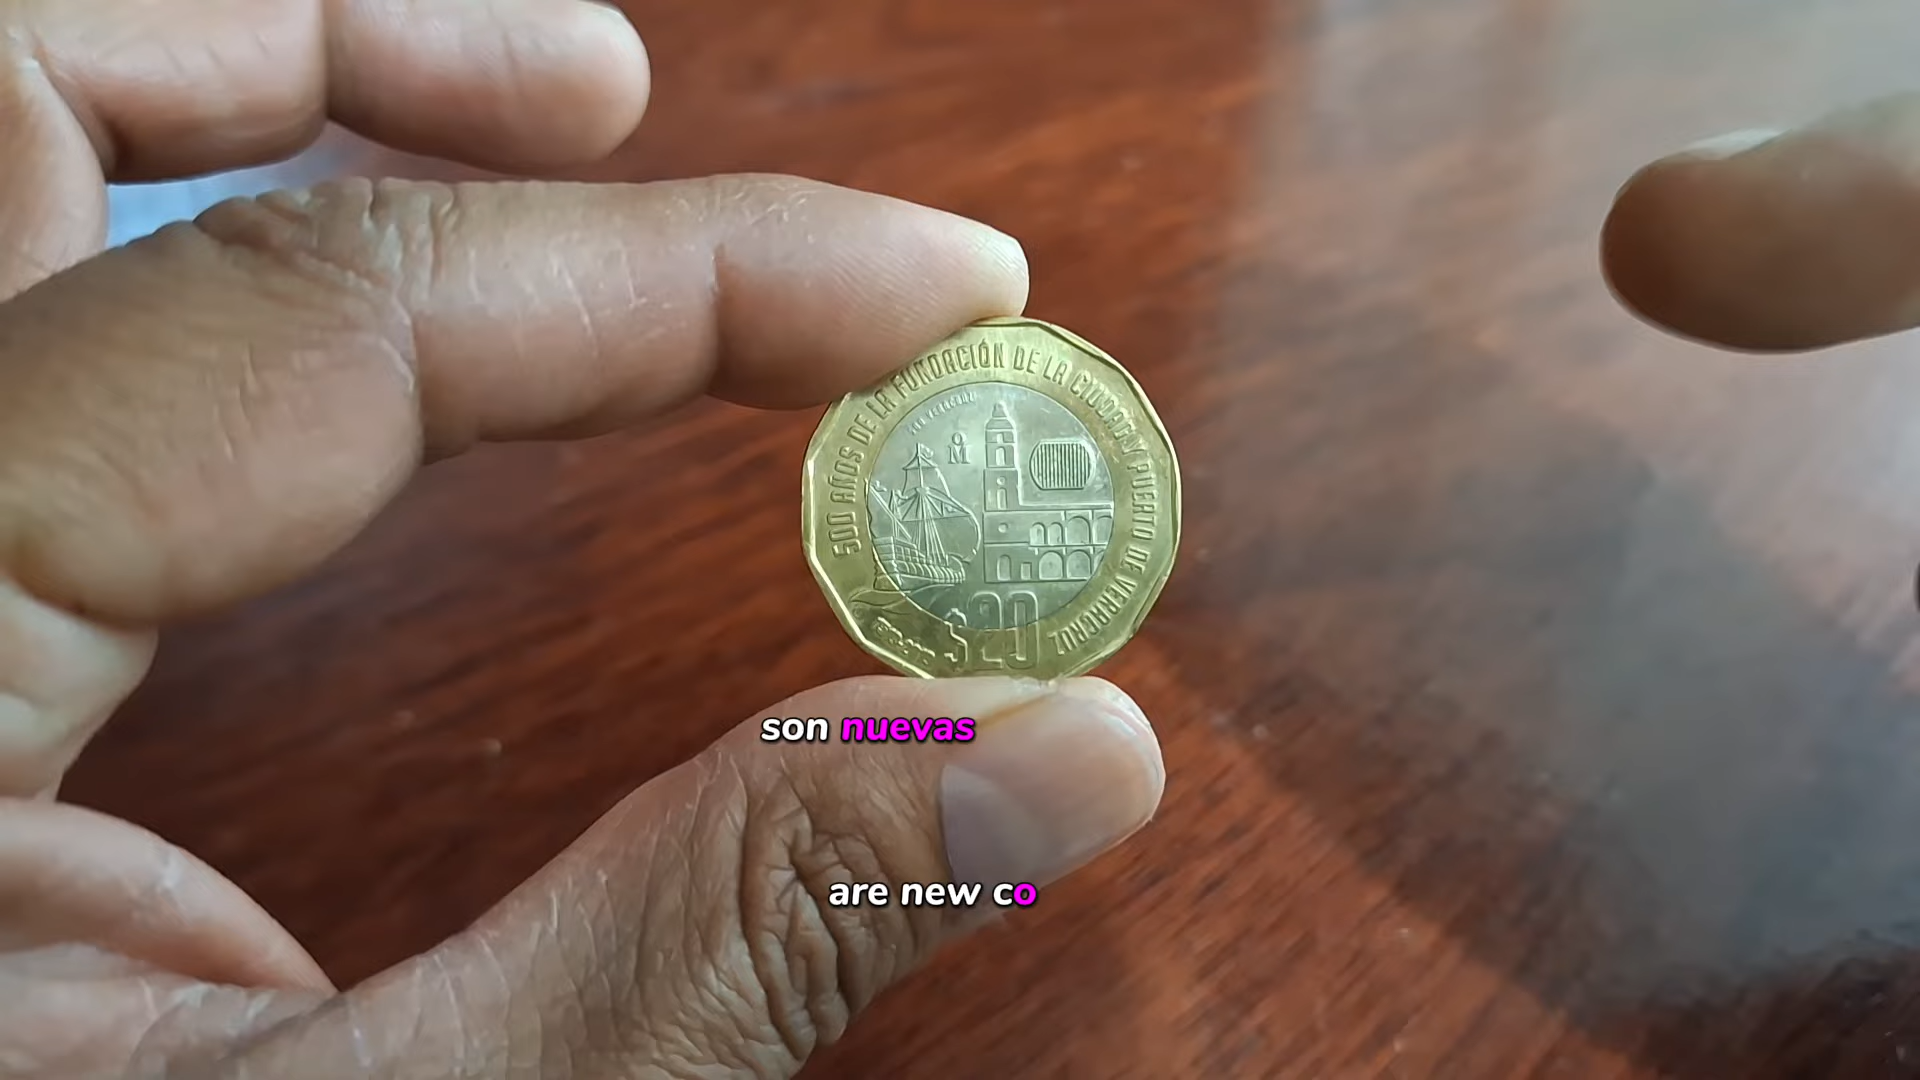 500 AÑOS DE LA FUNDACIÓN DE LA CIUDAD Y PUERTO DE VERACRUZ
M
o
$20
son nuevas
are new co